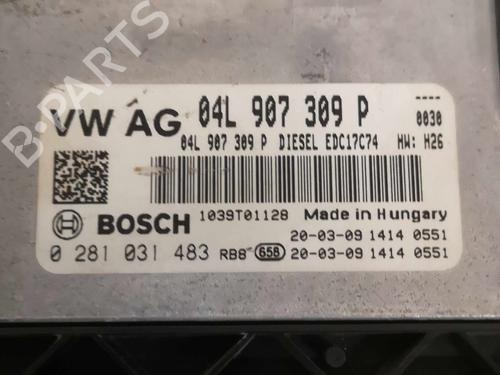 VW AG 04L 907 309 P ----
0030
04L 907 309 P DIESEL EDC17C74 HW: H26
BOSCH 1039T01128 Made in Hungary
20-03-09 1414 0551
0 281 031 483 RB8 658 20-03-09 1414 0551
B-PARTS